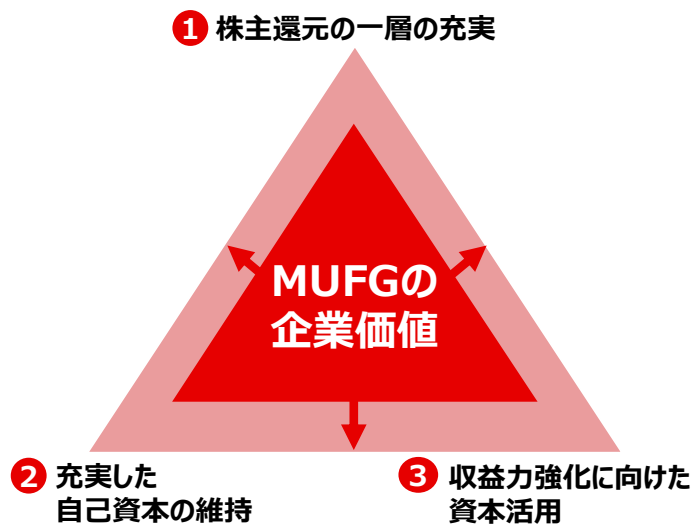 1 株主還元の一層の充実
MUFGの
企業価値
2 充実した
自己資本の維持
3 収益力強化に向けた
資本活用